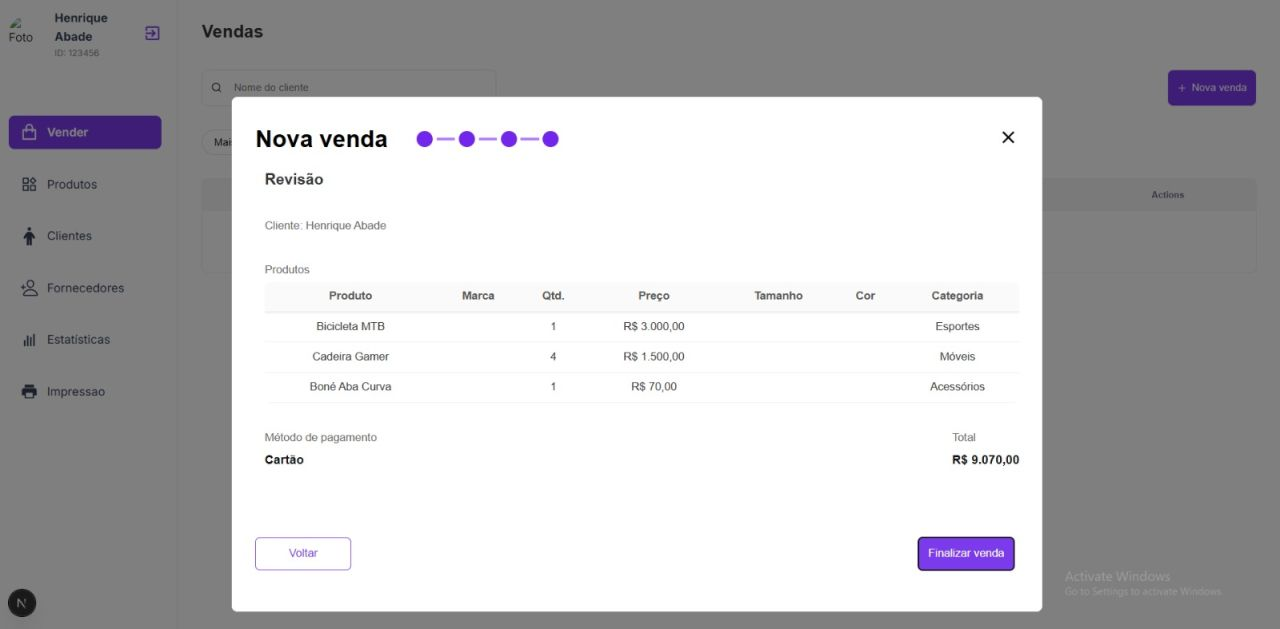 Foto
Henrique
Abade
ID: 123456
Vender
Produtos
Clientes
Fornecedores
Estatísticas
Impressao
N
Vendas
Nome do cliente
+ Nova venda
Mai
Actions
Nova venda
Revisão
Cliente: Henrique Abade
Produtos
Produto Marca Qtd. Preço Tamanho Cor Categoria
Bicicleta MTB 1 R$ 3.000,00 Esportes
Cadeira Gamer 4 R$ 1.500,00 Móveis
Boné Aba Curva 1 R$ 70,00 Acessórios
Método de pagamento Total
Cartão R$ 9.070,00
Voltar Finalizar venda
Activate Windows
Go to Settings to activate Windows.